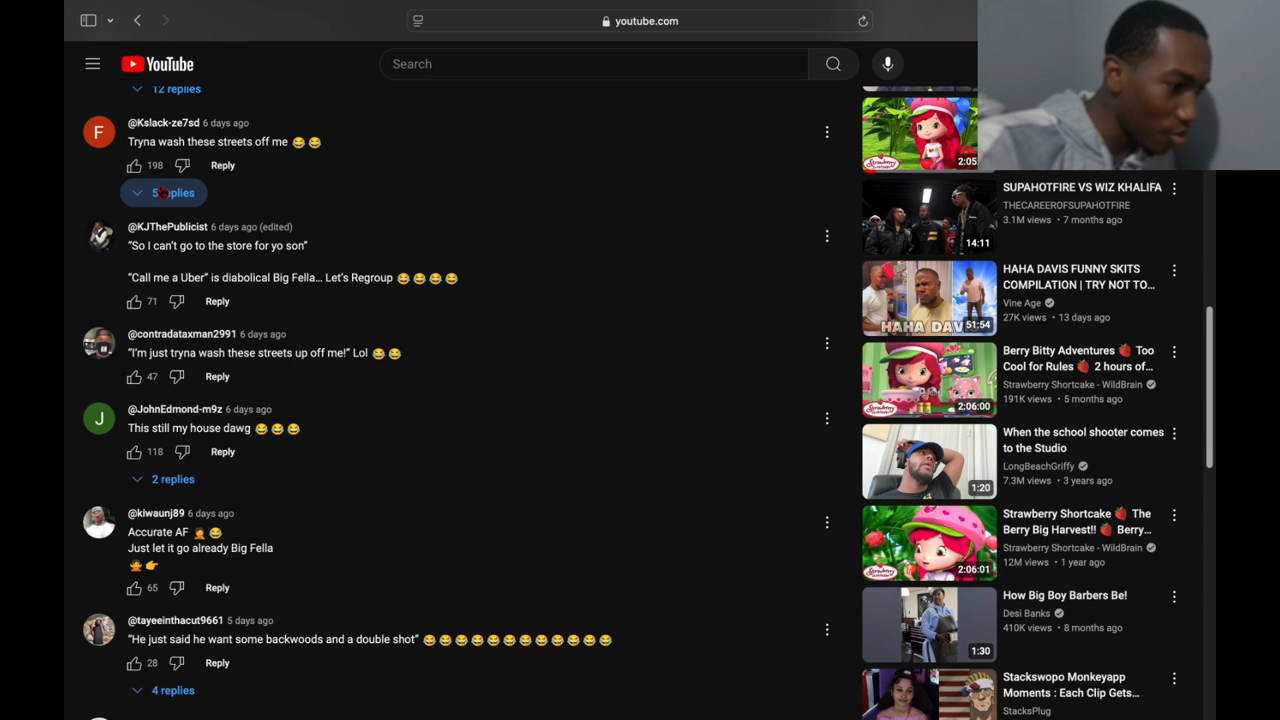 youtube.com
YouTube
Search
12 replies
@Kslack-ze7sd 6 days ago
Tryna wash these streets off me 😂 😂
198 Reply
5 replies
@KJThePublicist 6 days ago (edited)
“So I can’t go to the store for yo son”
“Call me a Uber” is diabolical Big Fella… Let’s Regroup 😂 😂 😂 😂
71 Reply
@contradataxman2991 6 days ago
“I’m just tryna wash these streets up off me!” Lol 😂 😂
47 Reply
@JohnEdmond-m9z 6 days ago
This still my house dawg 😂 😂 😂
118 Reply
2 replies
@kiwaunj89 6 days ago
Accurate AF 🤦 😂
Just let it go already Big Fella
65 Reply
@tayeeinthacut9661 5 days ago
“He just said he want some backwoods and a double shot” 😂 😂 😂 😂 😂 😂 😂 😂 😂 😂 😂 😂
28 Reply
4 replies
Strawberry Shortcake
2:05
14:11
SUPAHOTFIRE VS WIZ KHALIFA
THECAREEROFSUPAHOTFIRE
3.1M views • 7 months ago
HAHA DAV
51:54
HAHA DAVIS FUNNY SKITS
COMPILATION | TRY NOT TO...
Vine Age
27K views • 13 days ago
Strawberry Shortcake
2:06:00
Berry Bitty Adventures 🍓 Too
Cool for Rules 🍓 2 hours of...
Strawberry Shortcake - WildBrain
191K views • 5 months ago
1:20
When the school shooter comes
to the Studio
LongBeachGriffy
7.3M views • 3 years ago
Strawberry Shortcake
2:06:01
Strawberry Shortcake 🍓 The
Berry Big Harvest!! 🍓 Berry...
Strawberry Shortcake - WildBrain
12M views • 1 year ago
1:30
How Big Boy Barbers Be!
Desi Banks
410K views • 8 months ago
Stackswopo Monkeyapp
Moments : Each Clip Gets...
StacksPlug